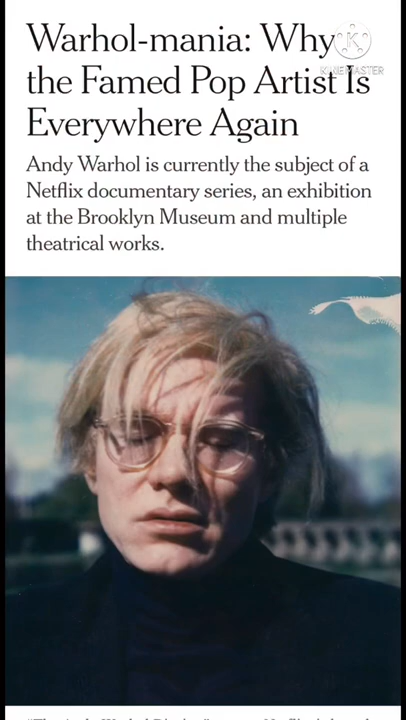 Warhol-mania: Why
the Famed Pop Artist Is
Everywhere Again
KINEMASTER
Andy Warhol is currently the subject of a
Netflix documentary series, an exhibition
at the Brooklyn Museum and multiple
theatrical works.